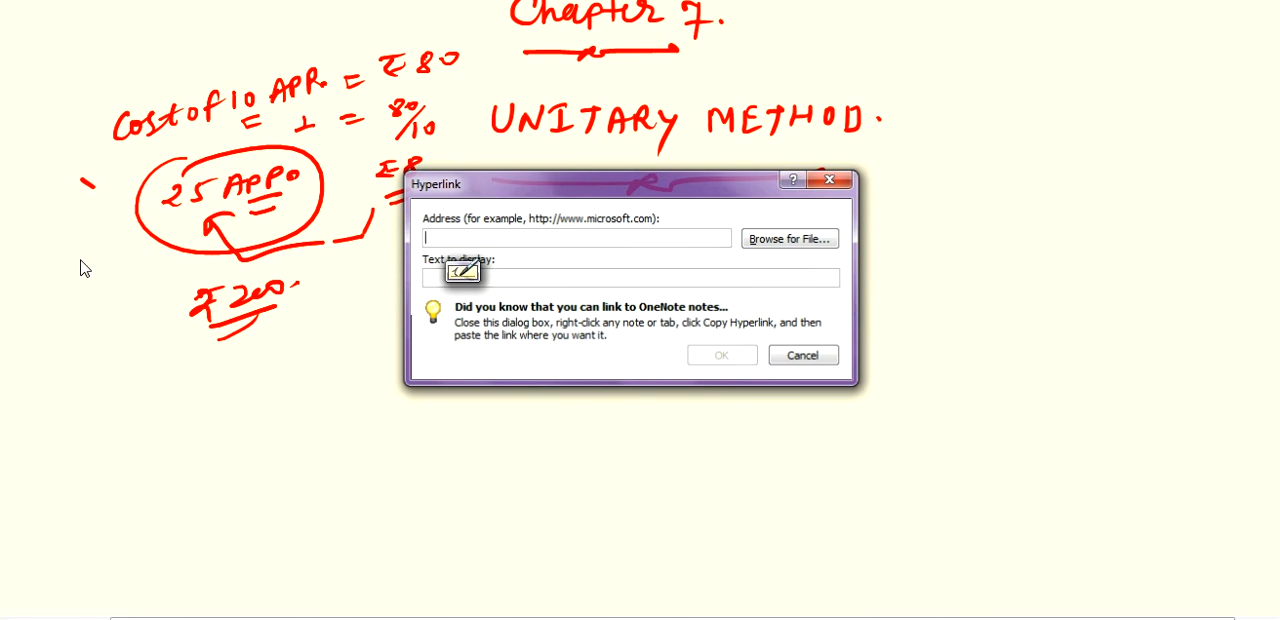 Chapter 7.
Cost of 10 APR. = ₹80
1 = 80/10
UNITARY METHOD.
25 APPO
₹8
₹200.
Hyperlink
Address (for example, http://www.microsoft.com):
Browse for File...
Text to display:
Did you know that you can link to OneNote notes...
Close this dialog box, right-click any note or tab, click Copy Hyperlink, and then
paste the link where you want it.
OK Cancel